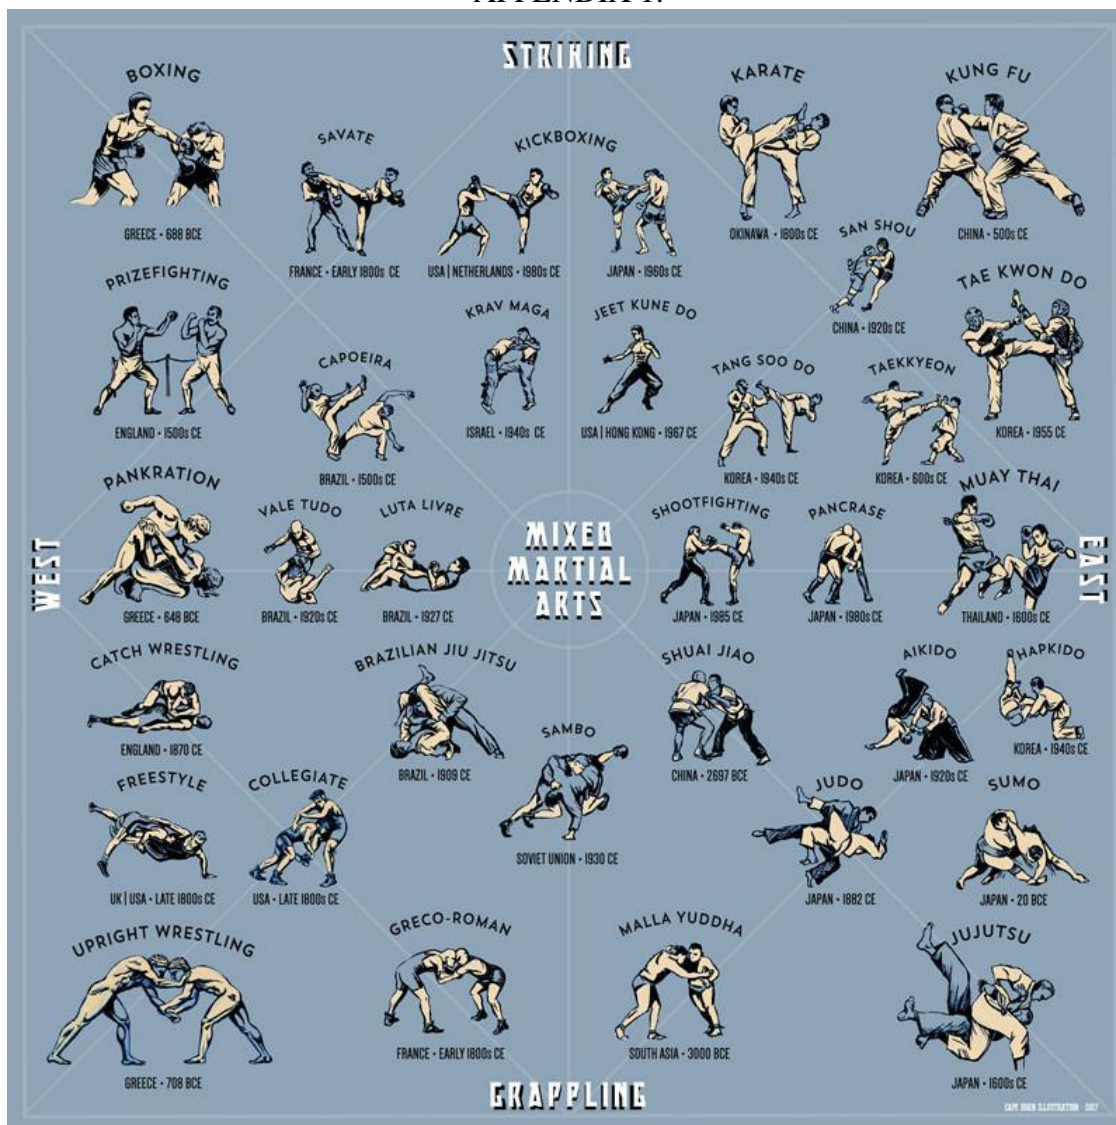 STRIKING
BOXING
GREECE • 688 BCE
SAVATE
FRANCE • EARLY 1800s CE
KICKBOXING
USA | NETHERLANDS • 1980s CE
JAPAN • 1960s CE
KARATE
OKINAWA • 1800s CE
KUNG FU
CHINA • 500s CE
SAN SHOU
CHINA • 1920s CE
PRIZEFIGHTING
ENGLAND • 1500s CE
CAPOEIRA
BRAZIL • 1500s CE
KRAV MAGA
ISRAEL • 1940s CE
JEET KUNE DO
USA | HONG KONG • 1967 CE
TANG SOO DO
KOREA • 1940s CE
TAEKKYEON
KOREA • 600s CE
TAE KWON DO
KOREA • 1955 CE
WEST
PANKRATION
GREECE • 648 BCE
VALE TUDO
BRAZIL • 1920s CE
LUTA LIVRE
BRAZIL • 1927 CE
MIXED
MARTIAL
ARTS
SHOOTFIGHTING
JAPAN • 1985 CE
PANCRASE
JAPAN • 1980s CE
MUAY THAI
THAILAND • 1600s CE
EAST
CATCH WRESTLING
ENGLAND • 1870 CE
BRAZILIAN JIU JITSU
BRAZIL • 1909 CE
SAMBO
SOVIET UNION • 1930 CE
SHUAI JIAO
CHINA • 2697 BCE
AIKIDO
JAPAN • 1920s CE
HAPKIDO
KOREA • 1940s CE
FREESTYLE
UK | USA • LATE 1800s CE
COLLEGIATE
USA • LATE 1800s CE
JUDO
JAPAN • 1882 CE
SUMO
JAPAN • 20 BCE
UPRIGHT WRESTLING
GREECE • 708 BCE
GRECO-ROMAN
FRANCE • EARLY 1800s CE
MALLA YUDDHA
SOUTH ASIA • 3000 BCE
JUJUTSU
JAPAN • 1600s CE
GRAPPLING
ILLUSTRATION • 2017